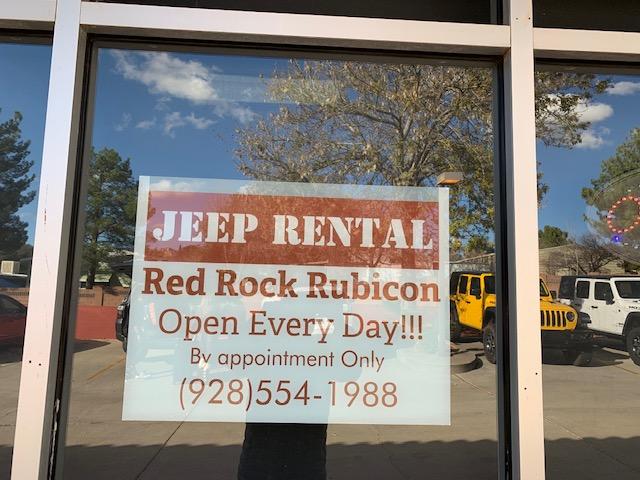 JEEP RENTAL
Red Rock Rubicon
Open Every Day!!!
By appointment Only
(928)554-1988